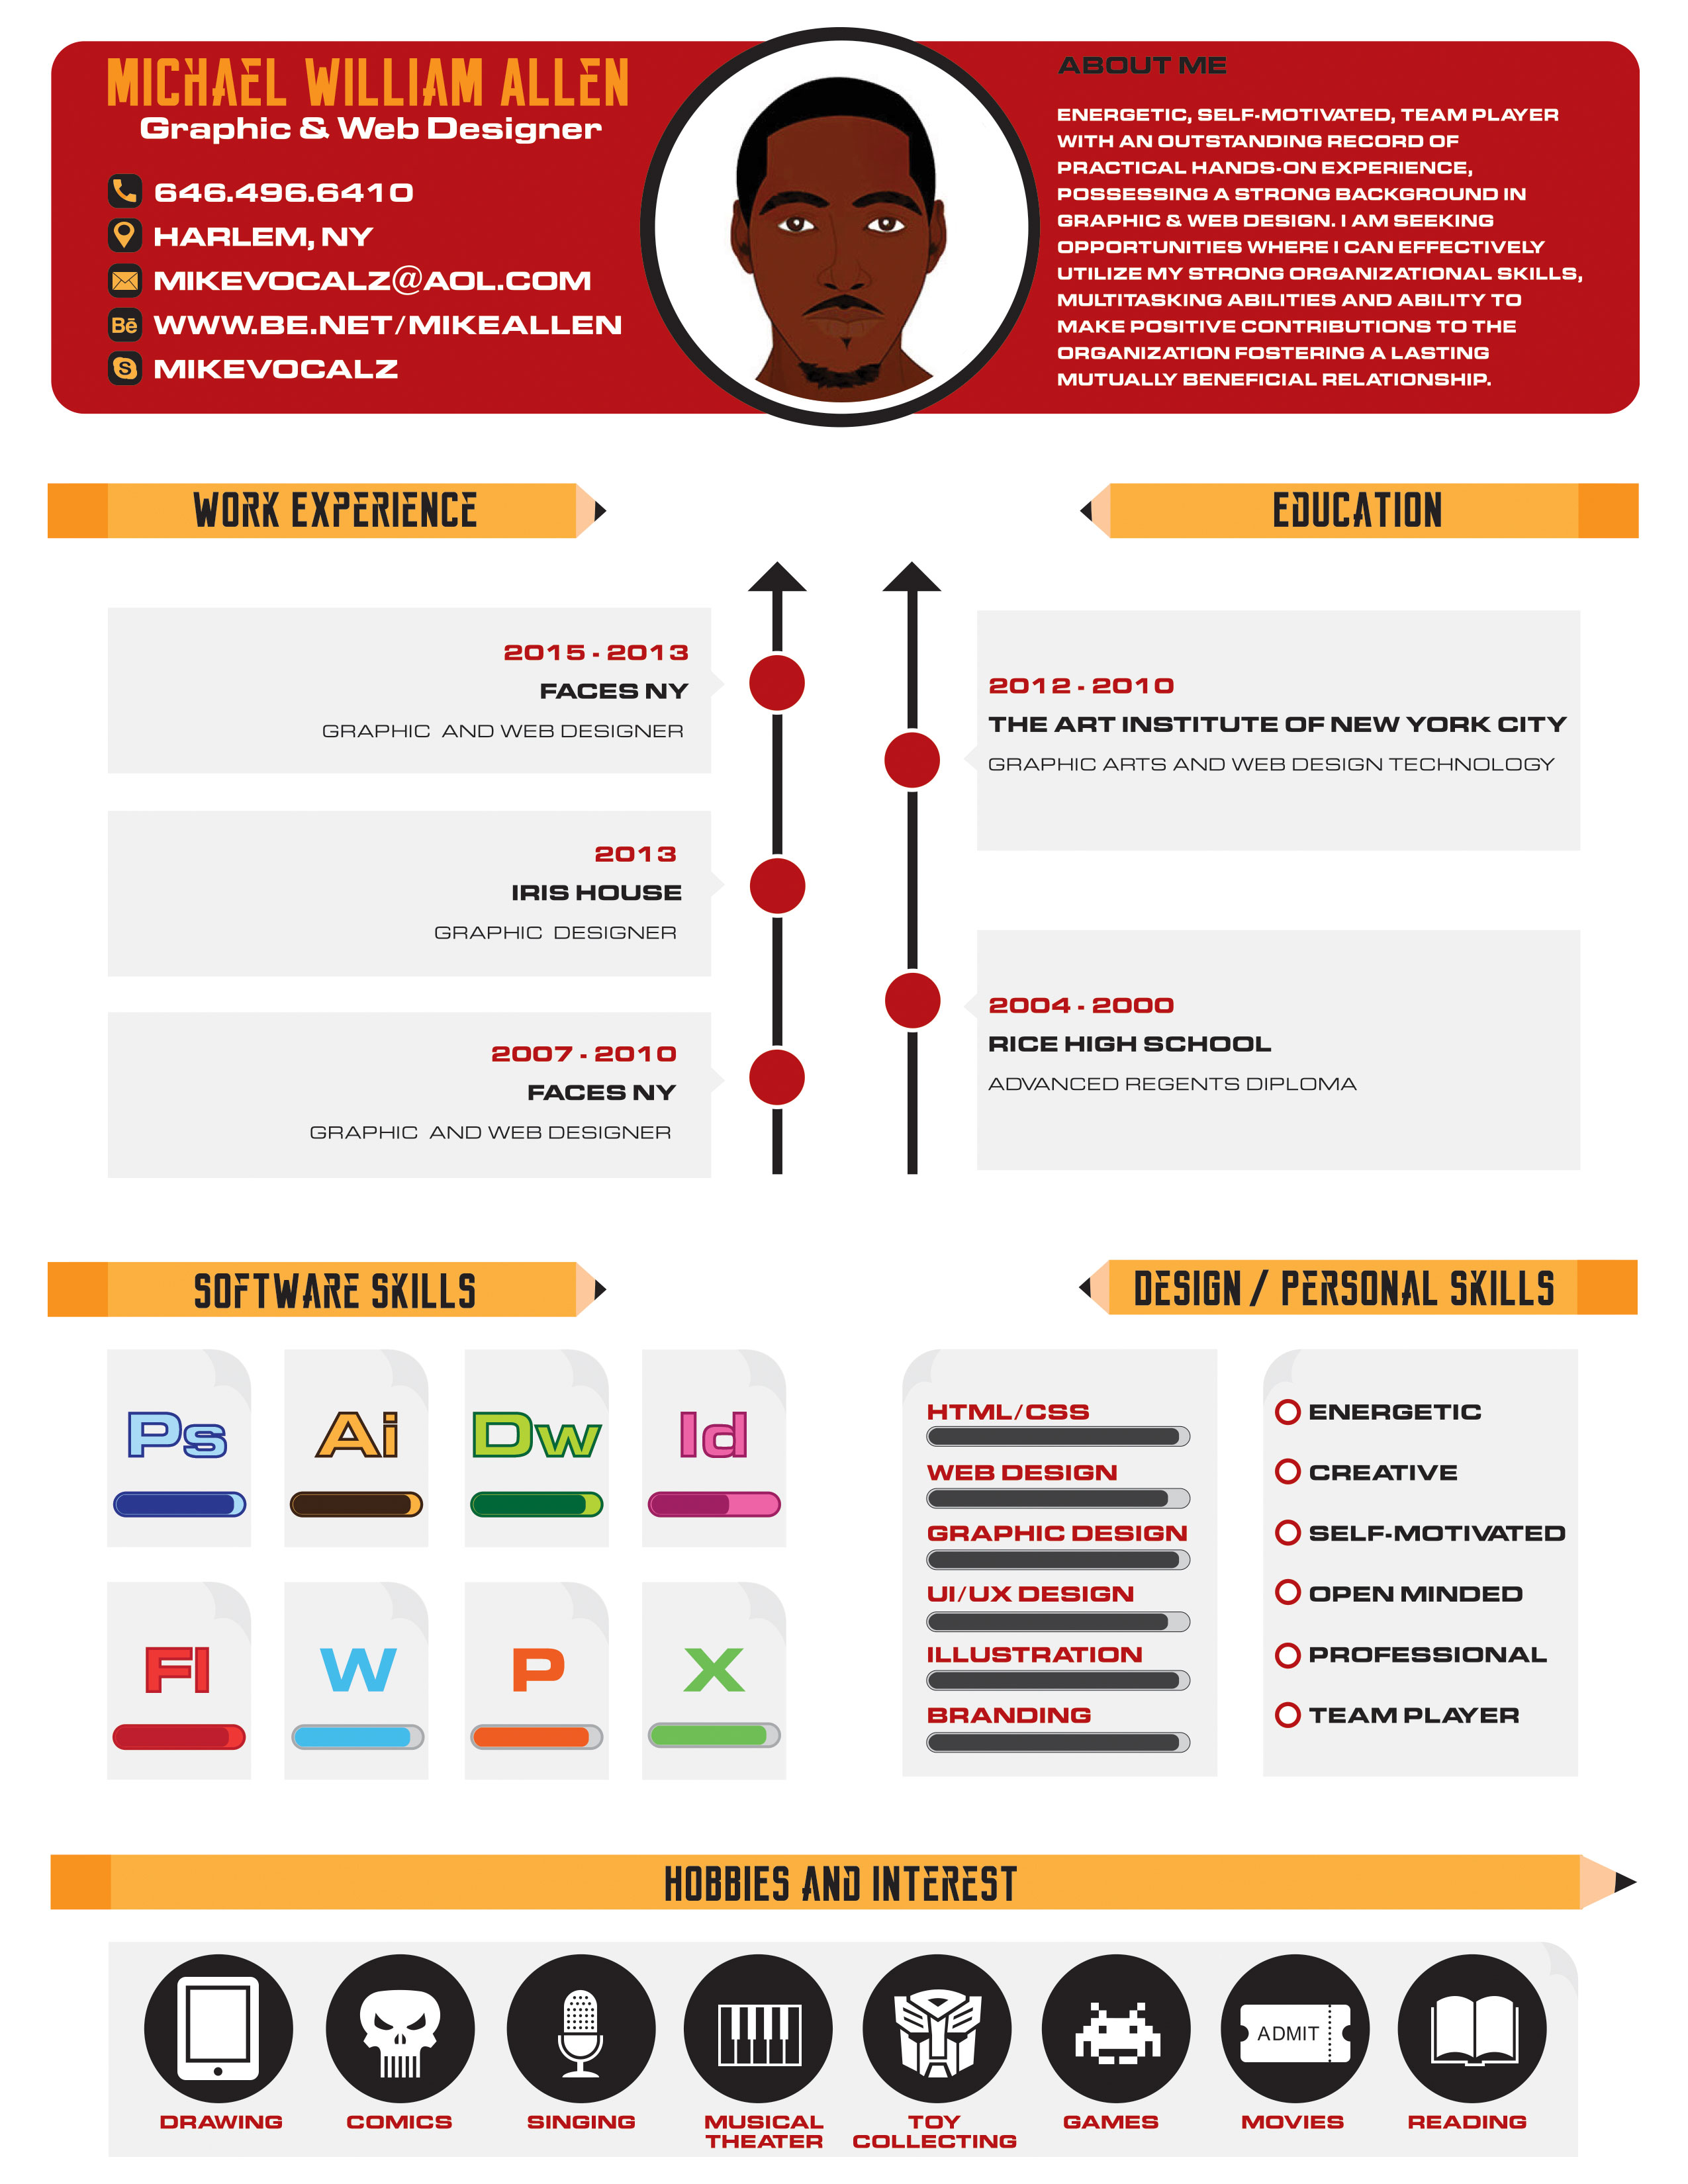 MICHAEL WILLIAM ALLEN
Graphic & Web Designer
646.496.6410
HARLEM, NY
MIKEVOCALZ@AOL.COM
Bē WWW.BE.NET/MIKEALLEN
S MIKEVOCALZ
ABOUT ME
ENERGETIC, SELF-MOTIVATED, TEAM PLAYER
WITH AN OUTSTANDING RECORD OF
PRACTICAL HANDS-ON EXPERIENCE,
POSSESSING A STRONG BACKGROUND IN
GRAPHIC & WEB DESIGN. I AM SEEKING
OPPORTUNITIES WHERE I CAN EFFECTIVELY
UTILIZE MY STRONG ORGANIZATIONAL SKILLS,
MULTITASKING ABILITIES AND ABILITY TO
MAKE POSITIVE CONTRIBUTIONS TO THE
ORGANIZATION FOSTERING A LASTING
MUTUALLY BENEFICIAL RELATIONSHIP.
WORK EXPERIENCE
2015 - 2013
FACES NY
GRAPHIC AND WEB DESIGNER
2013
IRIS HOUSE
GRAPHIC DESIGNER
2007 - 2010
FACES NY
GRAPHIC AND WEB DESIGNER
EDUCATION
2012 - 2010
THE ART INSTITUTE OF NEW YORK CITY
GRAPHIC ARTS AND WEB DESIGN TECHNOLOGY
2004 - 2000
RICE HIGH SCHOOL
ADVANCED REGENTS DIPLOMA
SOFTWARE SKILLS
Ps Ai Dw Id
Fl W P X
DESIGN / PERSONAL SKILLS
HTML/CSS
WEB DESIGN
GRAPHIC DESIGN
UI/UX DESIGN
ILLUSTRATION
BRANDING
ENERGETIC
CREATIVE
SELF-MOTIVATED
OPEN MINDED
PROFESSIONAL
TEAM PLAYER
HOBBIES AND INTEREST
ADMIT
DRAWING
COMICS
SINGING
MUSICAL
THEATER
TOY
COLLECTING
GAMES
MOVIES
READING